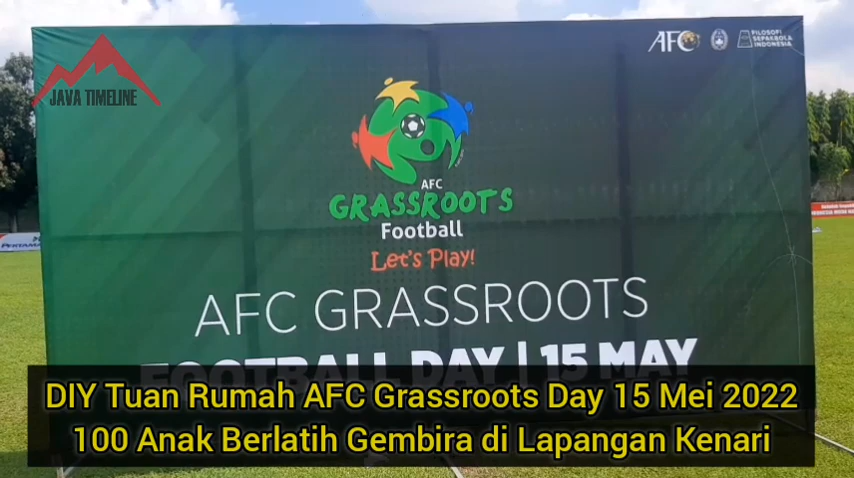 JAVA TIMELINE
AFC
FILOSOFI
SEPAKBOLA
INDONESIA
AFC
GRASSROOTS
Football
Let's Play!
AFC GRASSROOTS
FOOTBALL DAY | 15 MAY
PERTAM
DIY Tuan Rumah AFC Grassroots Day 15 Mei 2022
100 Anak Berlatih Gembira di Lapangan Kenari